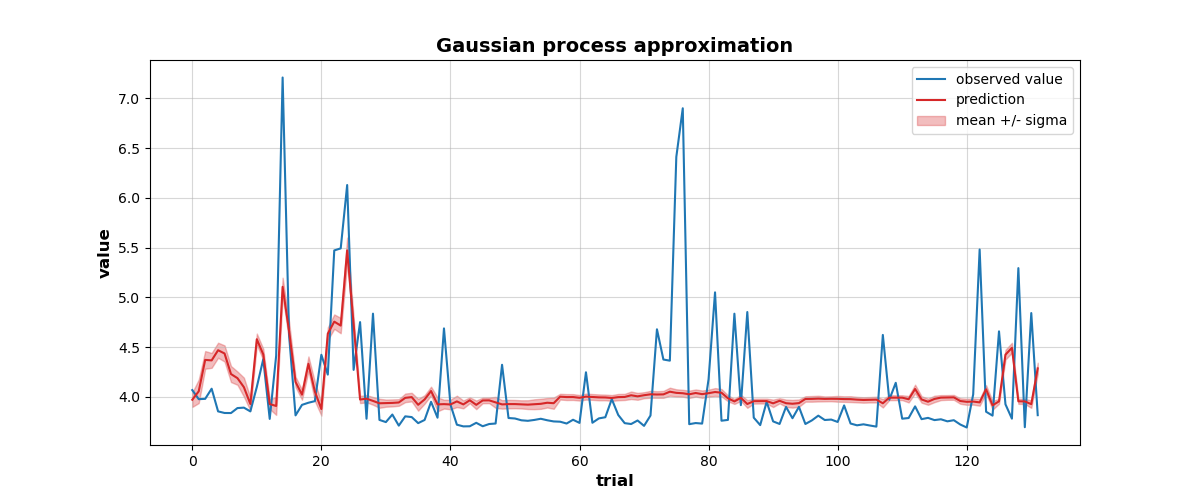 Gaussian process approximation
observed value
prediction
mean +/- sigma
value
7.0
6.5
6.0
5.5
5.0
4.5
4.0
0
20
40
60
80
100
120
trial